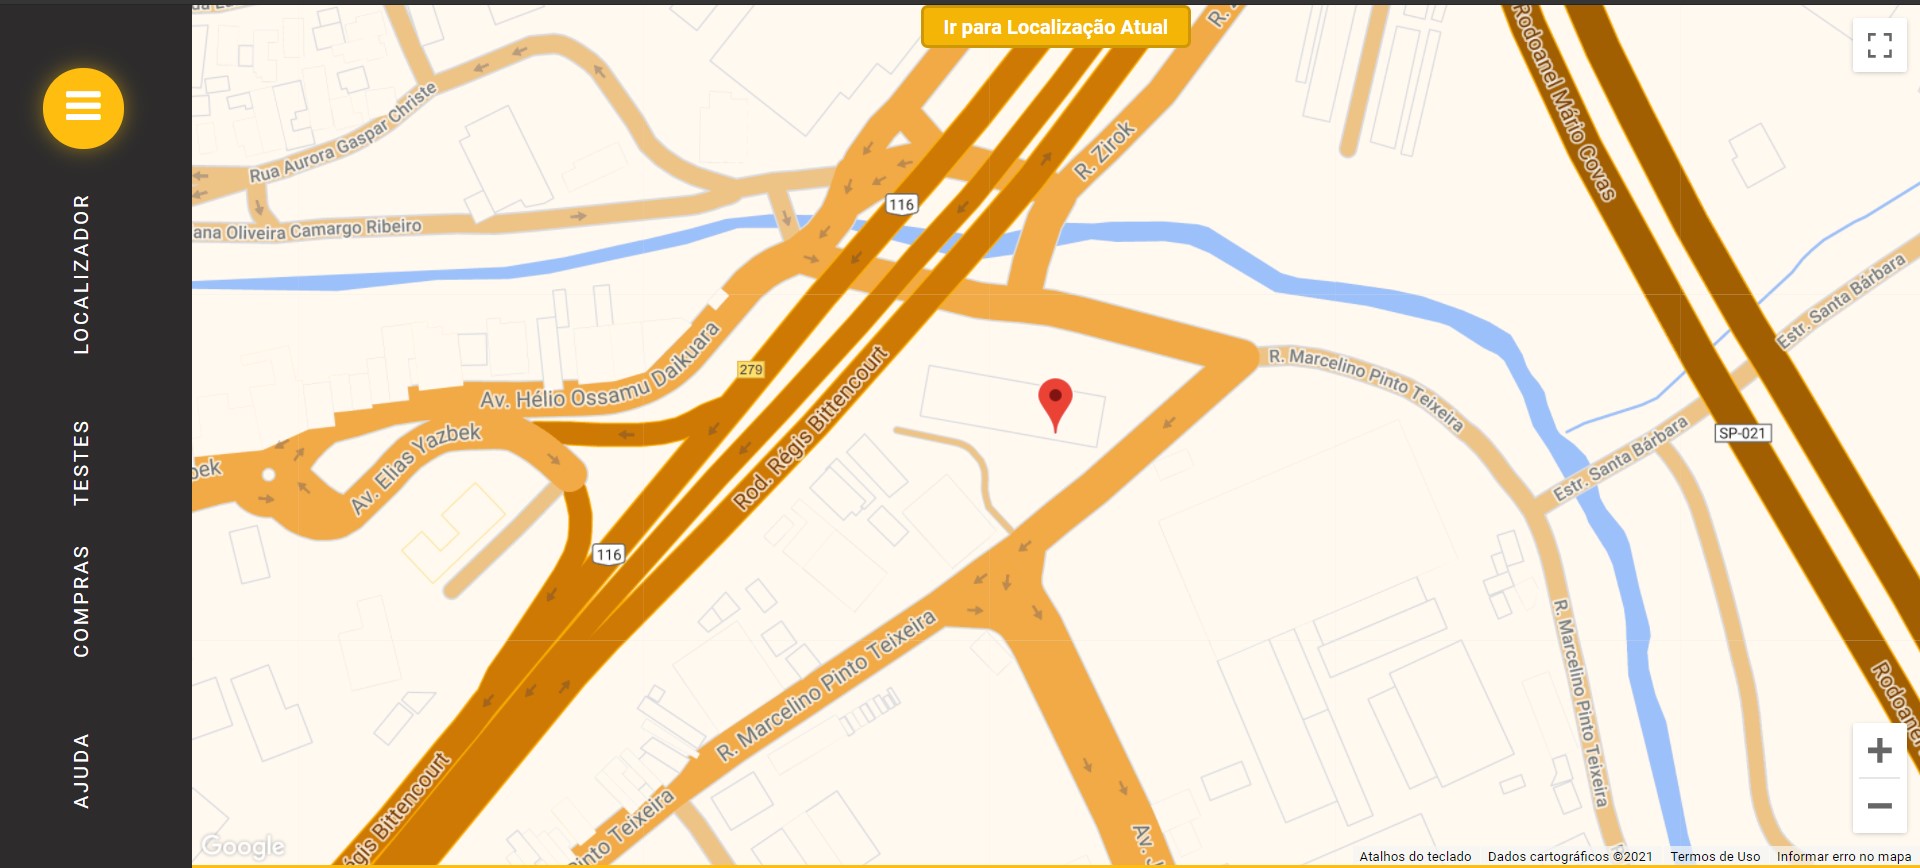 Ir para Localização Atual
Rodoanel Mário Covas
Rua Aurora Gaspar Christe
R. Zirok
LOCALIZADOR
116
ana Oliveira Camargo Ribeiro
Estr. Santa Bárbara
279
Av. Hélio Ossamu Daikuara
R. Marcelino Pinto Teixeira
Rod. Régis Bittencourt
SP-021
TESTES
bek
Av. Elias Yazbek
Estr. Santa Bárbara
116
COMPRAS
R. Marcelino Pinto Teixeira
R. Marcelino Pinto Teixeira
Rodoanel
AJUDA
égis Bittencourt
Pinto Teixeira
Av. J
Google
Atalhos do teclado Dados cartográficos ©2021 Termos de Uso Informar erro no mapa